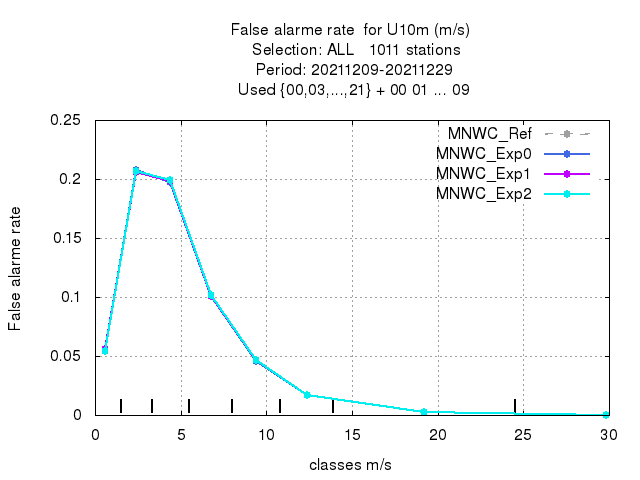 False alarme rate  for U10m (m/s)
Selection: ALL   1011 stations
Period: 20211209-20211229
Used {00,03,...,21} + 00 01 ... 09
MNWC_Ref
MNWC_Exp0
MNWC_Exp1
MNWC_Exp2
False alarme rate
0.25
0.2
0.15
0.1
0.05
0
0 5 10 15 20 25 30
classes m/s